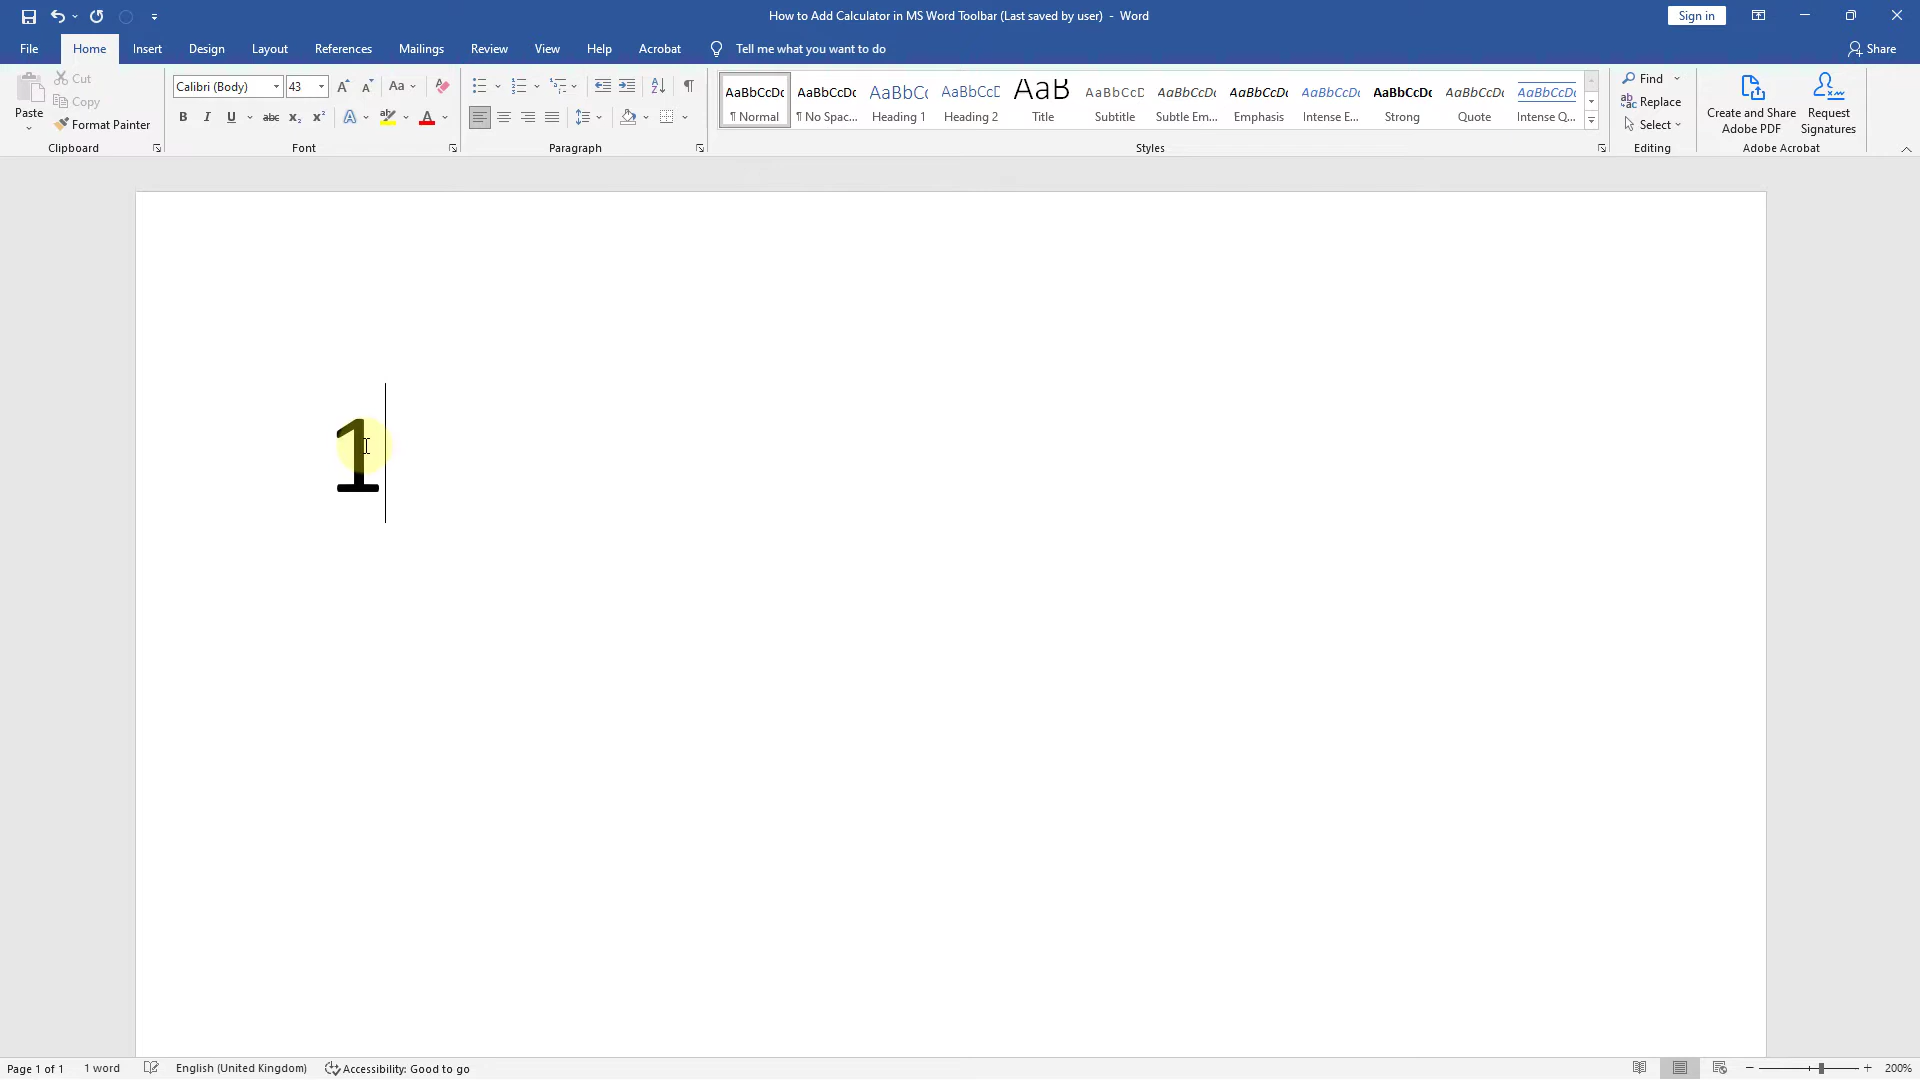 How to Add Calculator in MS Word Toolbar (Last saved by user) - Word
Sign in
File Home Insert Design Layout References Mailings Review View Help Acrobat Tell me what you want to do Share
Paste
Cut
Copy
Format Painter
Clipboard
Calibri (Body) 43
Font
Paragraph
AaBbCcDc AaBbCcDc AaBbCc AaBbCcD AaB AaBbCcD AaBbCcDc AaBbCcDc AaBbCcDc AaBbCcDc AaBbCcDc AaBbCcDc
¶ Normal ¶ No Spac... Heading 1 Heading 2 Title Subtitle Subtle Em... Emphasis Intense E... Strong Quote Intense Q...
Styles
Find
Replace
Select
Editing
Create and Share
Adobe PDF
Request
Signatures
Adobe Acrobat
1
Page 1 of 1 1 word English (United Kingdom) Accessibility: Good to go 200%